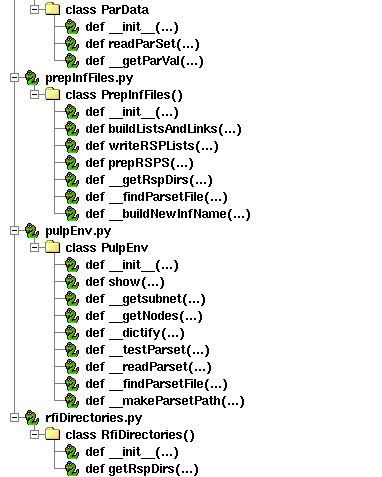 class ParData
def __init__(...)
def readParSet(...)
def __getParVal(...)
prepInfFiles.py
class PrepInfFiles()
def __init__(...)
def buildListsAndLinks(...)
def writeRSPLists(...)
def prepRSPS(...)
def __getRspDirs(...)
def __findParsetFile(...)
def __buildNewInfName(...)
pulpEnv.py
class PulpEnv
def __init__(...)
def show(...)
def __getsubnet(...)
def __getNodes(...)
def __dictify(...)
def __testParset(...)
def __readParset(...)
def __findParsetFile(...)
def __makeParsetPath(...)
rfiDirectories.py
class RfiDirectories()
def __init__(...)
def getRspDirs(...)